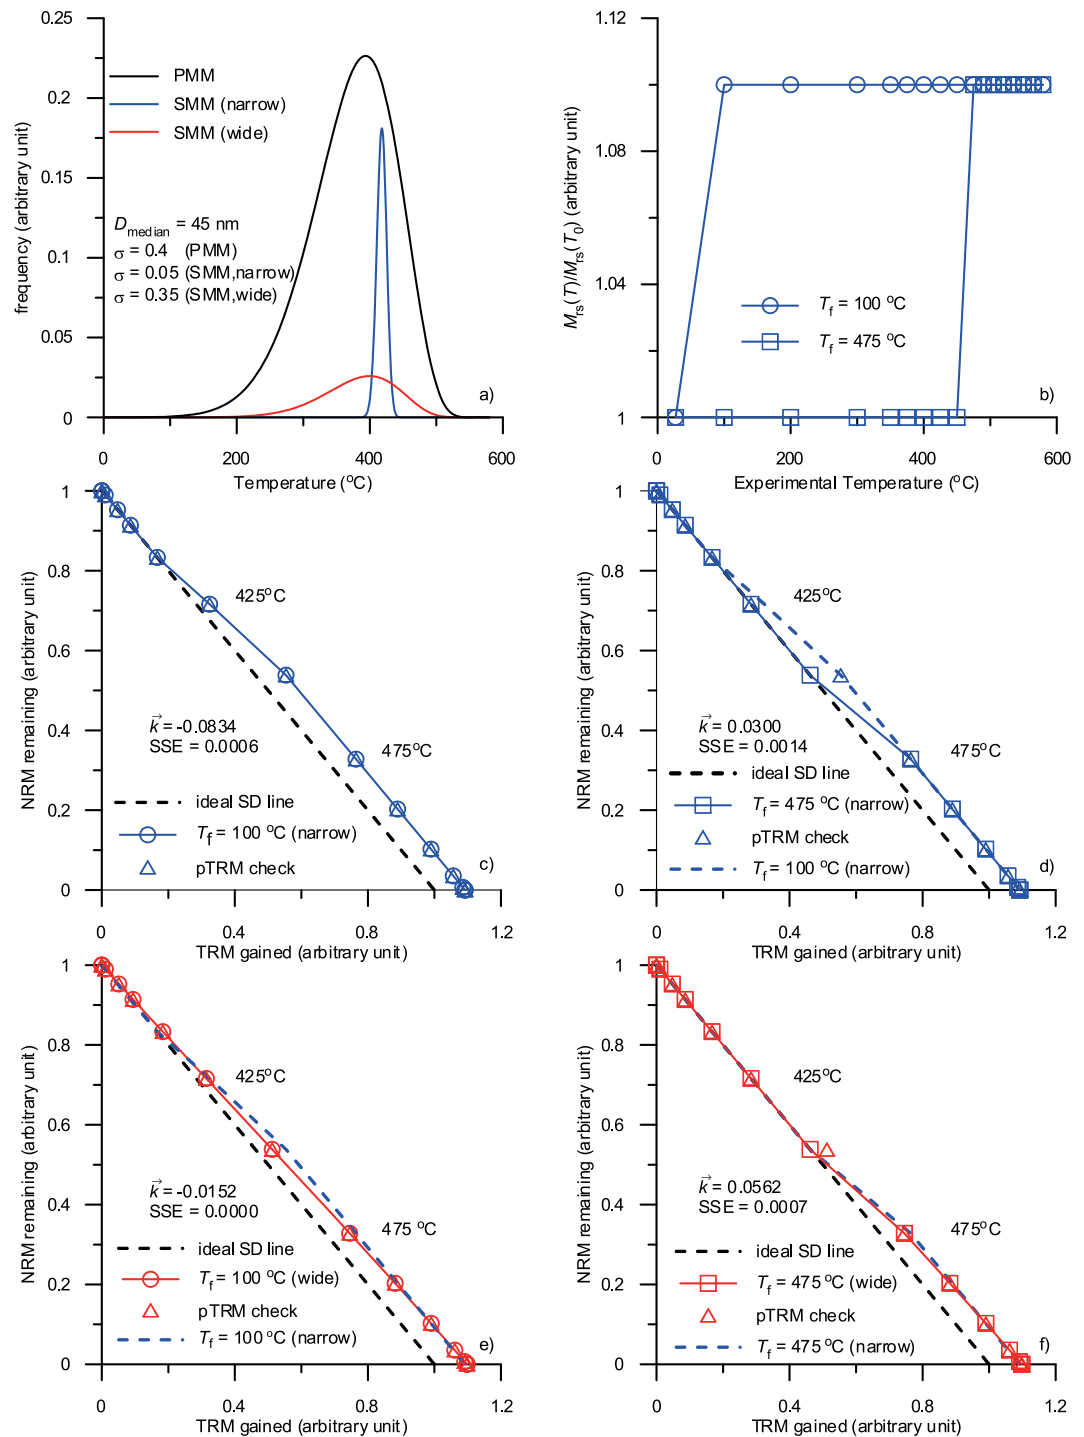 0.25
0.2
0.15
0.1
0.05
0
frequency (arbitrary unit)
PMM
SMM (narrow)
SMM (wide)
D_median = 45 nm
σ = 0.4 (PMM)
σ = 0.05 (SMM,narrow)
σ = 0.35 (SMM,wide)
a)
0 200 400 600
Temperature (°C)
1.12
1.08
1.04
1
M_rs(T)/M_rs(T_0) (arbitrary unit)
T_f = 100 °C
T_f = 475 °C
b)
0 200 400 600
Experimental Temperature (°C)
1
0.8
0.6
0.4
0.2
0
NRM remaining (arbitrary unit)
425°C
475°C
k⃗ = -0.0834
SSE = 0.0006
ideal SD line
T_f = 100 °C (narrow)
pTRM check
c)
0 0.4 0.8 1.2
TRM gained (arbitrary unit)
1
0.8
0.6
0.4
0.2
0
NRM remaining (arbitrary unit)
425°C
475°C
k⃗ = 0.0300
SSE = 0.0014
ideal SD line
T_f = 475 °C (narrow)
pTRM check
T_f = 100 °C (narrow)
d)
0 0.4 0.8 1.2
TRM gained (arbitrary unit)
1
0.8
0.6
0.4
0.2
0
NRM remaining (arbitrary unit)
425°C
475 °C
k⃗ = -0.0152
SSE = 0.0000
ideal SD line
T_f = 100 °C (wide)
pTRM check
T_f = 100 °C (narrow)
e)
0 0.4 0.8 1.2
TRM gained (arbitrary unit)
1
0.8
0.6
0.4
0.2
0
NRM remaining (arbitrary unit)
425°C
475°C
k⃗ = 0.0562
SSE = 0.0007
ideal SD line
T_f = 475 °C (wide)
pTRM check
T_f = 475 °C (narrow)
f)
0 0.4 0.8 1.2
TRM gained (arbitrary unit)